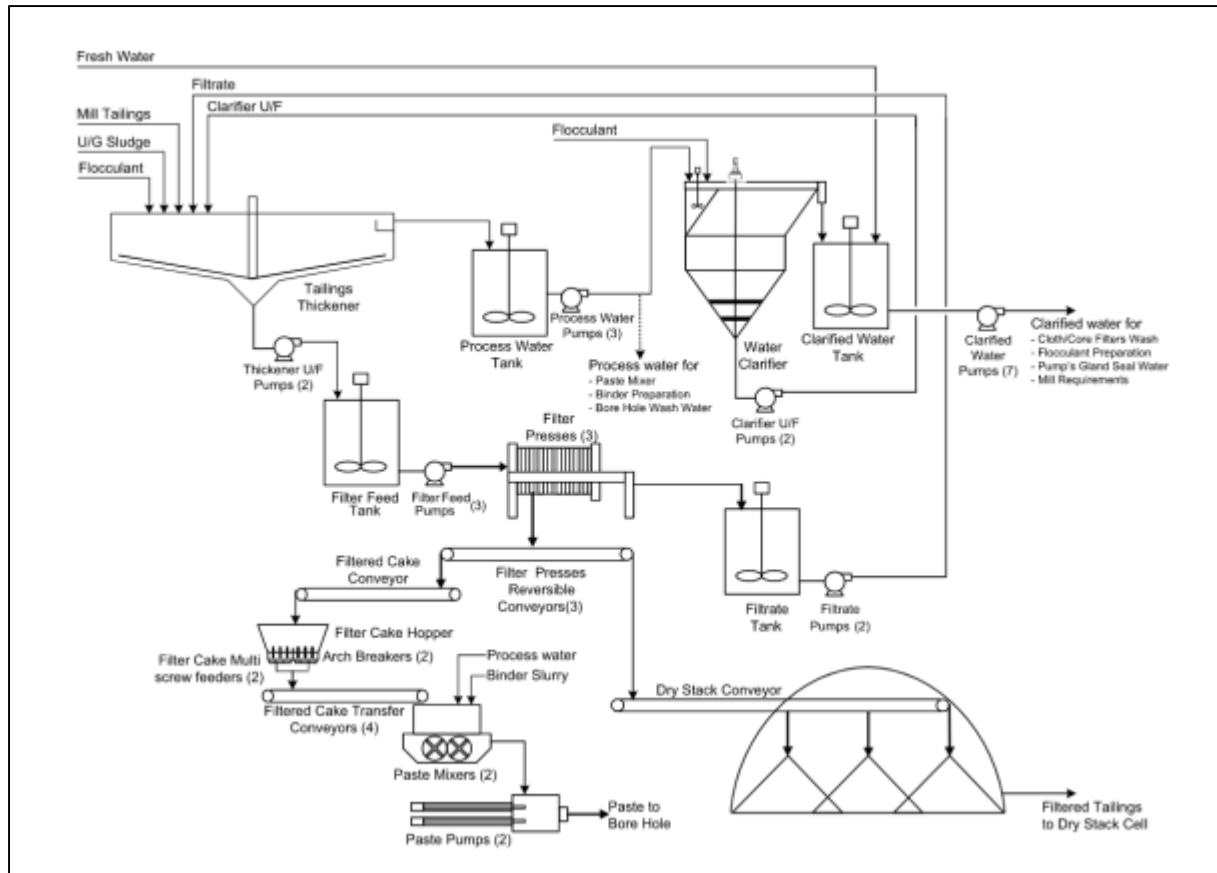 Fresh Water
Filtrate
Clarifier U/F
Mill Tailings
U/G Sludge
Flocculant
Flocculant
Tailings
Thickener
Process Water
Pumps (3)
Process Water
Tank
Water
Clarifier
Clarified Water
Tank
Clarified
Water
Pumps (7)
Clarified water for
- Cloth/Core Filters Wash
- Flocculant Preparation
- Pump's Gland Seal Water
- Mill Requirements
Thickener U/F
Pumps (2)
Process water for
- Paste Mixer
- Binder Preparation
- Bore Hole Wash Water
Clarifier U/F
Pumps (2)
Filter
Presses (3)
Filter Feed
Tank
Filter Feed (3)
Pumps
Filtered Cake
Conveyor
Filter Presses
Reversible
Conveyors(3)
Filtrate
Tank
Filtrate
Pumps (2)
Filter Cake Hopper
Arch Breakers (2)
Filter Cake Multi
screw feeders (2)
Process water
Binder Slurry
Filtered Cake Transfer
Conveyors (4)
Dry Stack Conveyor
Paste Mixers (2)
Paste to
Bore Hole
Paste Pumps (2)
Filtered Tailings
to Dry Stack Cell